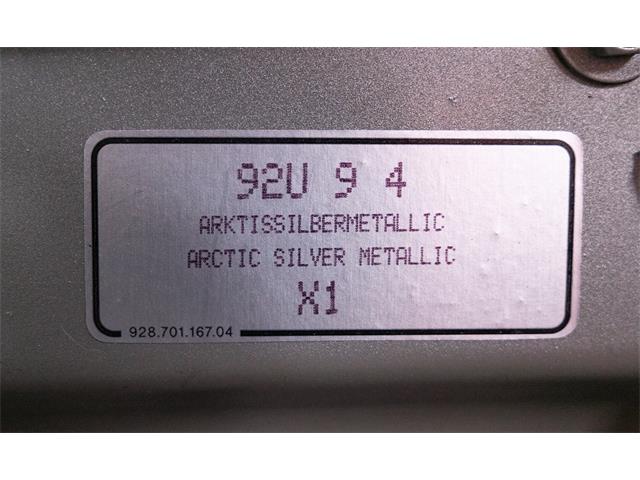 92U 9 4
ARKTISSILBERMETALLIC
ARCTIC SILVER METALLIC
X1
928.701.167.04